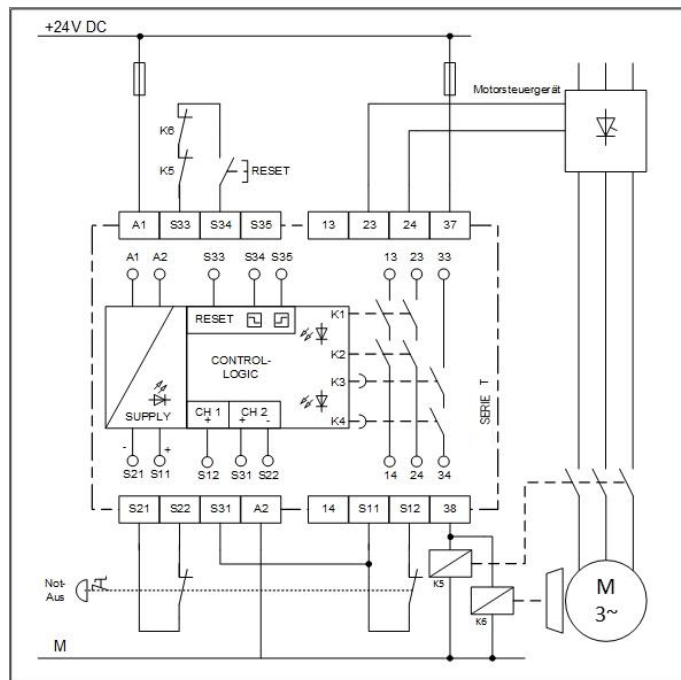 +24V DC
Motorsteuergerät
K6
K5
RESET
A1 S33 S34 S35 13 23 24 37
A1 A2 S33 S34 S35 13 23 33
RESET
K1
CONTROL-
LOGIC
K2
K3
SUPPLY
CH 1 CH 2
K4
+ + -
SERIE T
- +
S21 S11 S12 S31 S22 14 24 34
S21 S22 S31 A2 14 S11 S12 38
Not-
Aus
K5
K6
M
3~
M